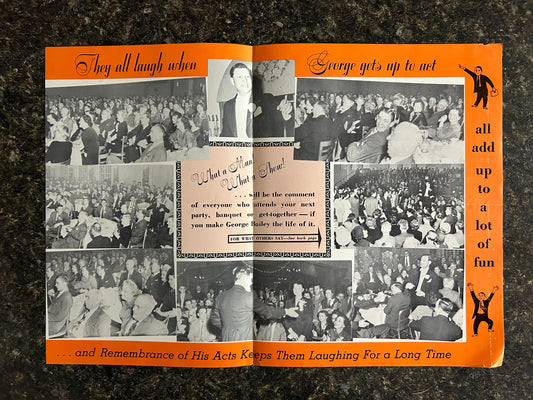 They all laugh when George gets up to act
all
add
up
to
a
lot
of
fun
What a Man,
What a Show!
. . . will be the comment
of everyone who attends your next
party, banquet or get-together — if
you make George Bailey the life of it.
FOR WHAT OTHERS SAY—See back page
. . . and Remembrance of His Acts Keeps Them Laughing For a Long Time